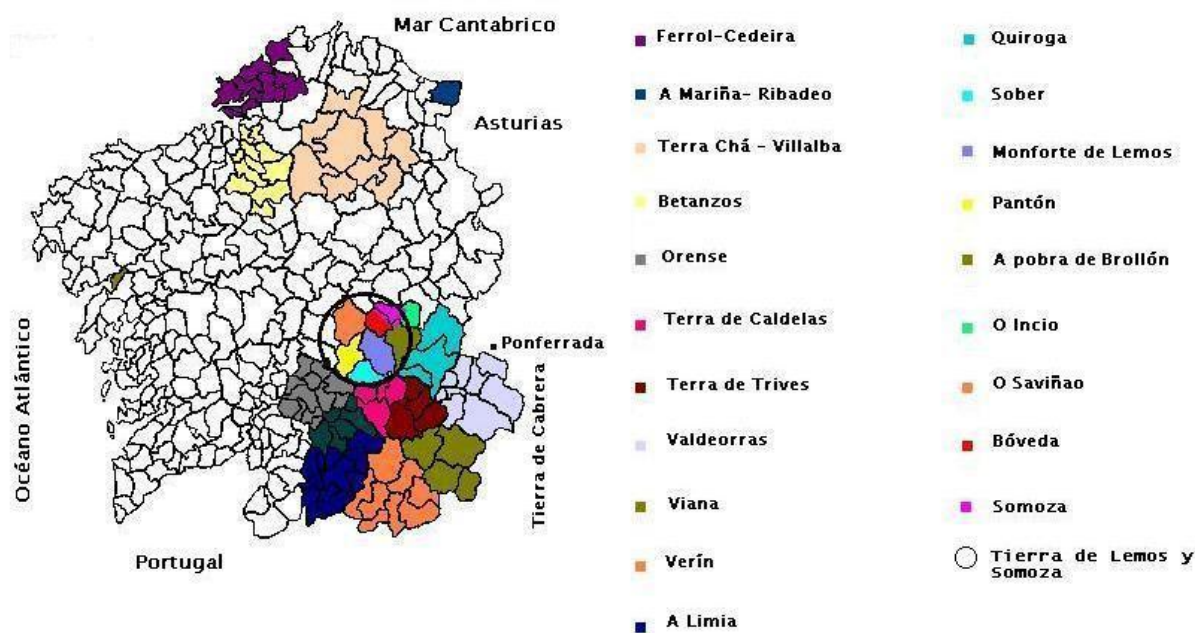 Mar Cantabrico
Asturias
Ponferrada
Océano Atlántico
Tierra de Cabrera
Portugal
Ferrol-Cedeira
A Mariña- Ribadeo
Terra Chá - Villalba
Betanzos
Orense
Terra de Caldelas
Terra de Trives
Valdeorras
Viana
Verín
A Limia
Quiroga
Sober
Monforte de Lemos
Pantón
A pobra de Brollón
O Incio
O Saviñao
Bóveda
Somoza
Tierra de Lemos y
Somoza